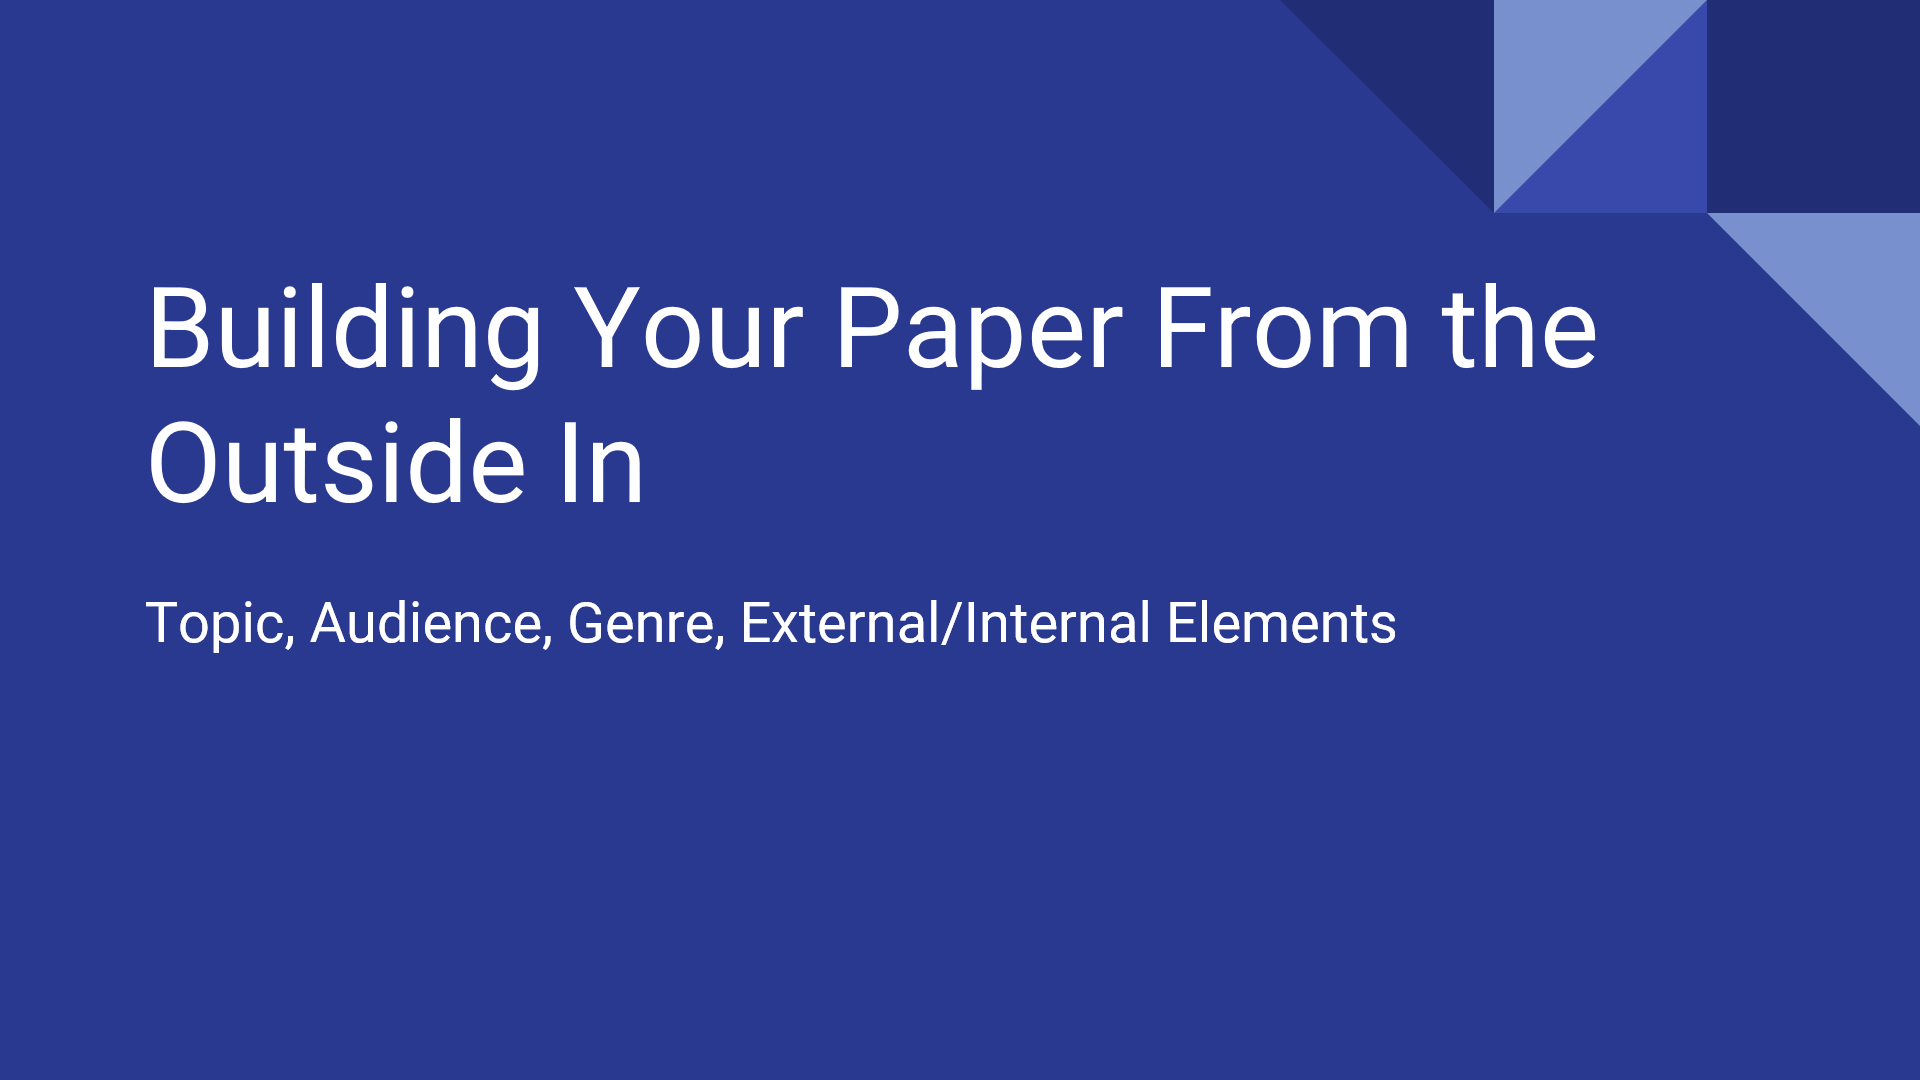 Building Your Paper From the
Outside In
Topic, Audience, Genre, External/Internal Elements